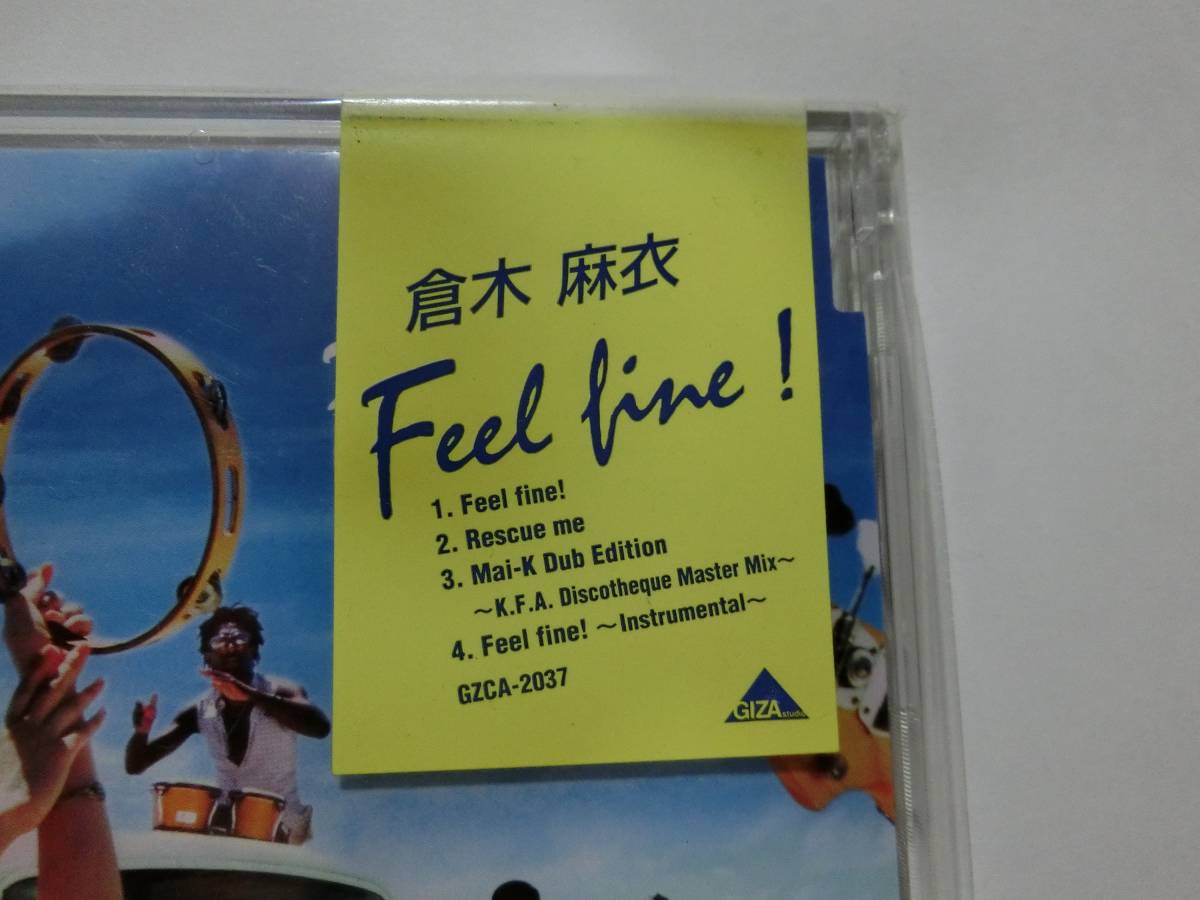 倉木 麻衣
Feel fine!
1. Feel fine!
2. Rescue me
3. Mai-K Dub Edition
～K.F.A. Discotheque Master Mix～
4. Feel fine! ～Instrumental～
GZCA-2037
GIZA studio